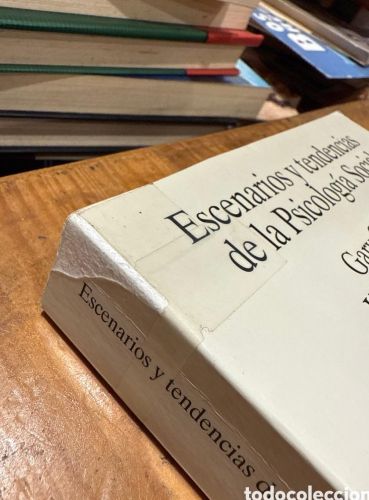 Escenarios y tendencias
de la Psicología Social
Escenarios y tendencias
todocoleccion